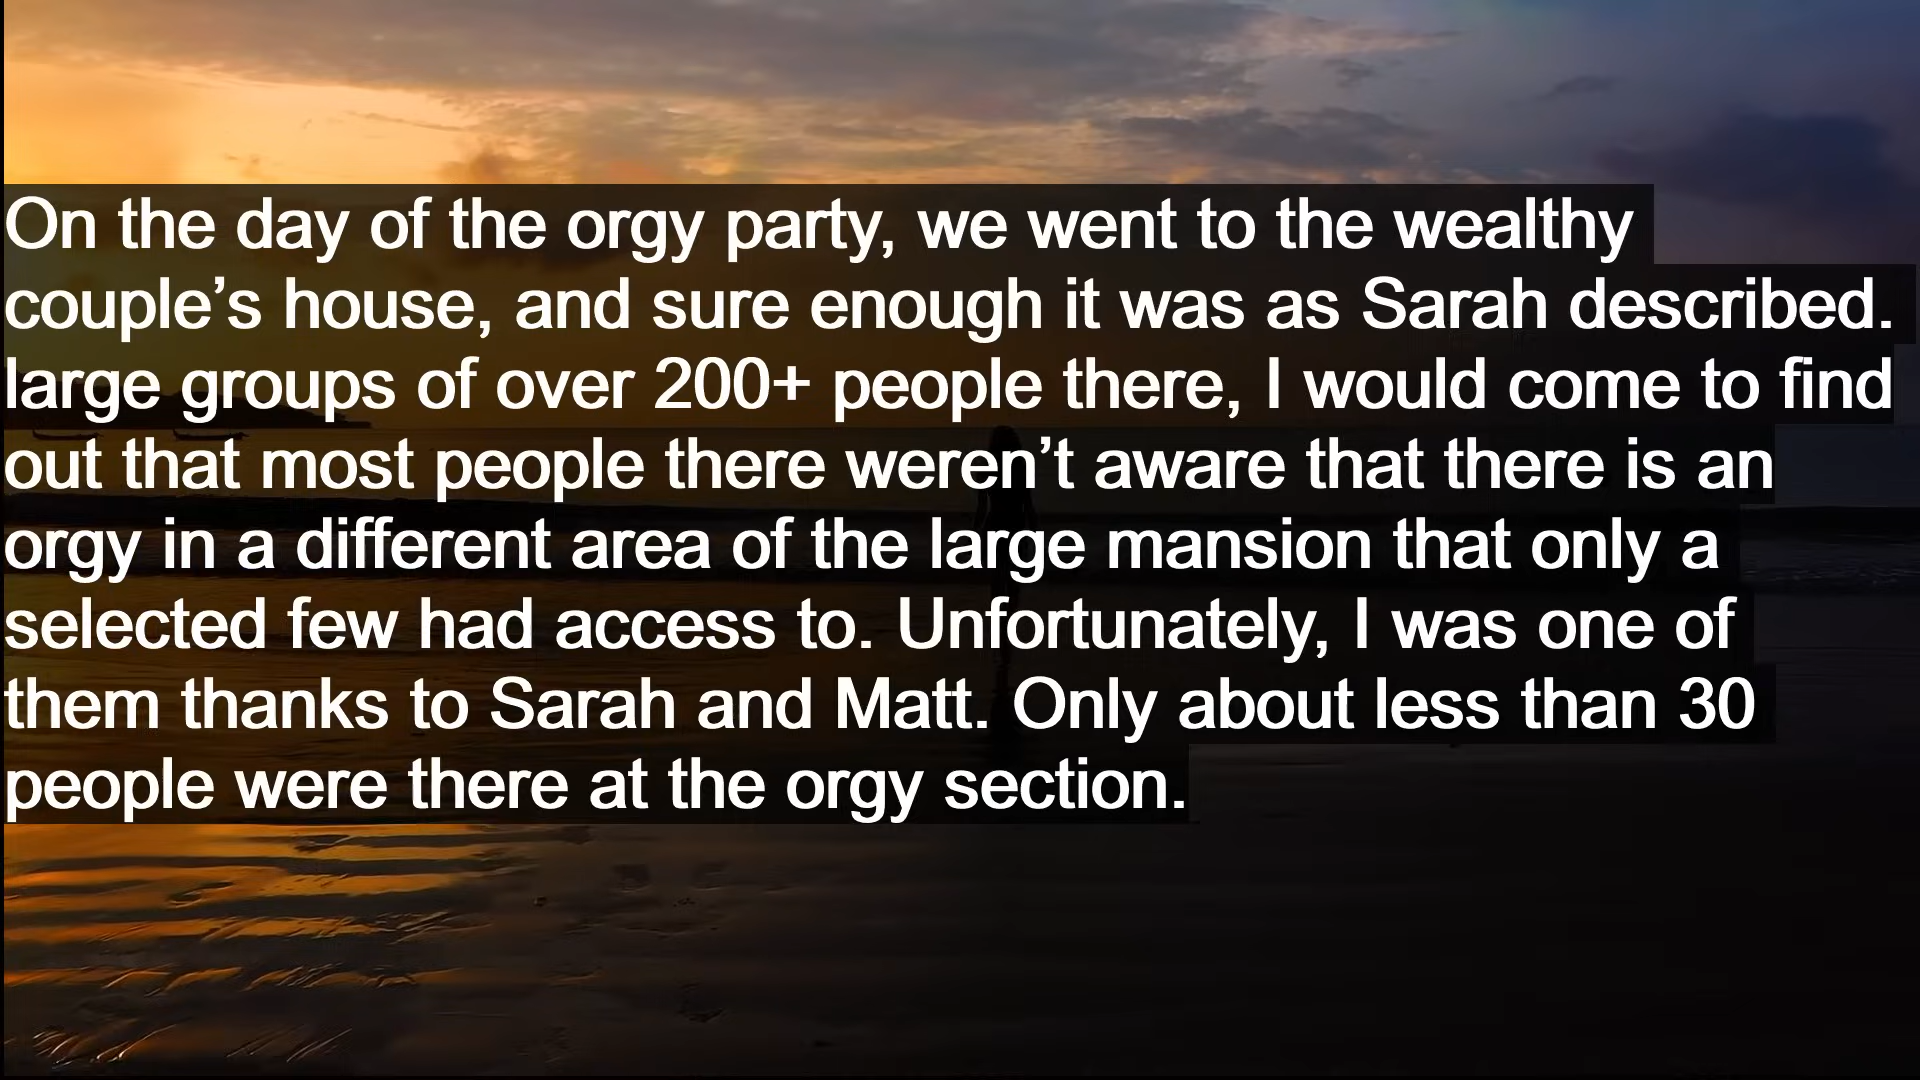 On the day of the orgy party, we went to the wealthy
couple’s house, and sure enough it was as Sarah described.
large groups of over 200+ people there, I would come to find
out that most people there weren’t aware that there is an
orgy in a different area of the large mansion that only a
selected few had access to. Unfortunately, I was one of
them thanks to Sarah and Matt. Only about less than 30
people were there at the orgy section.